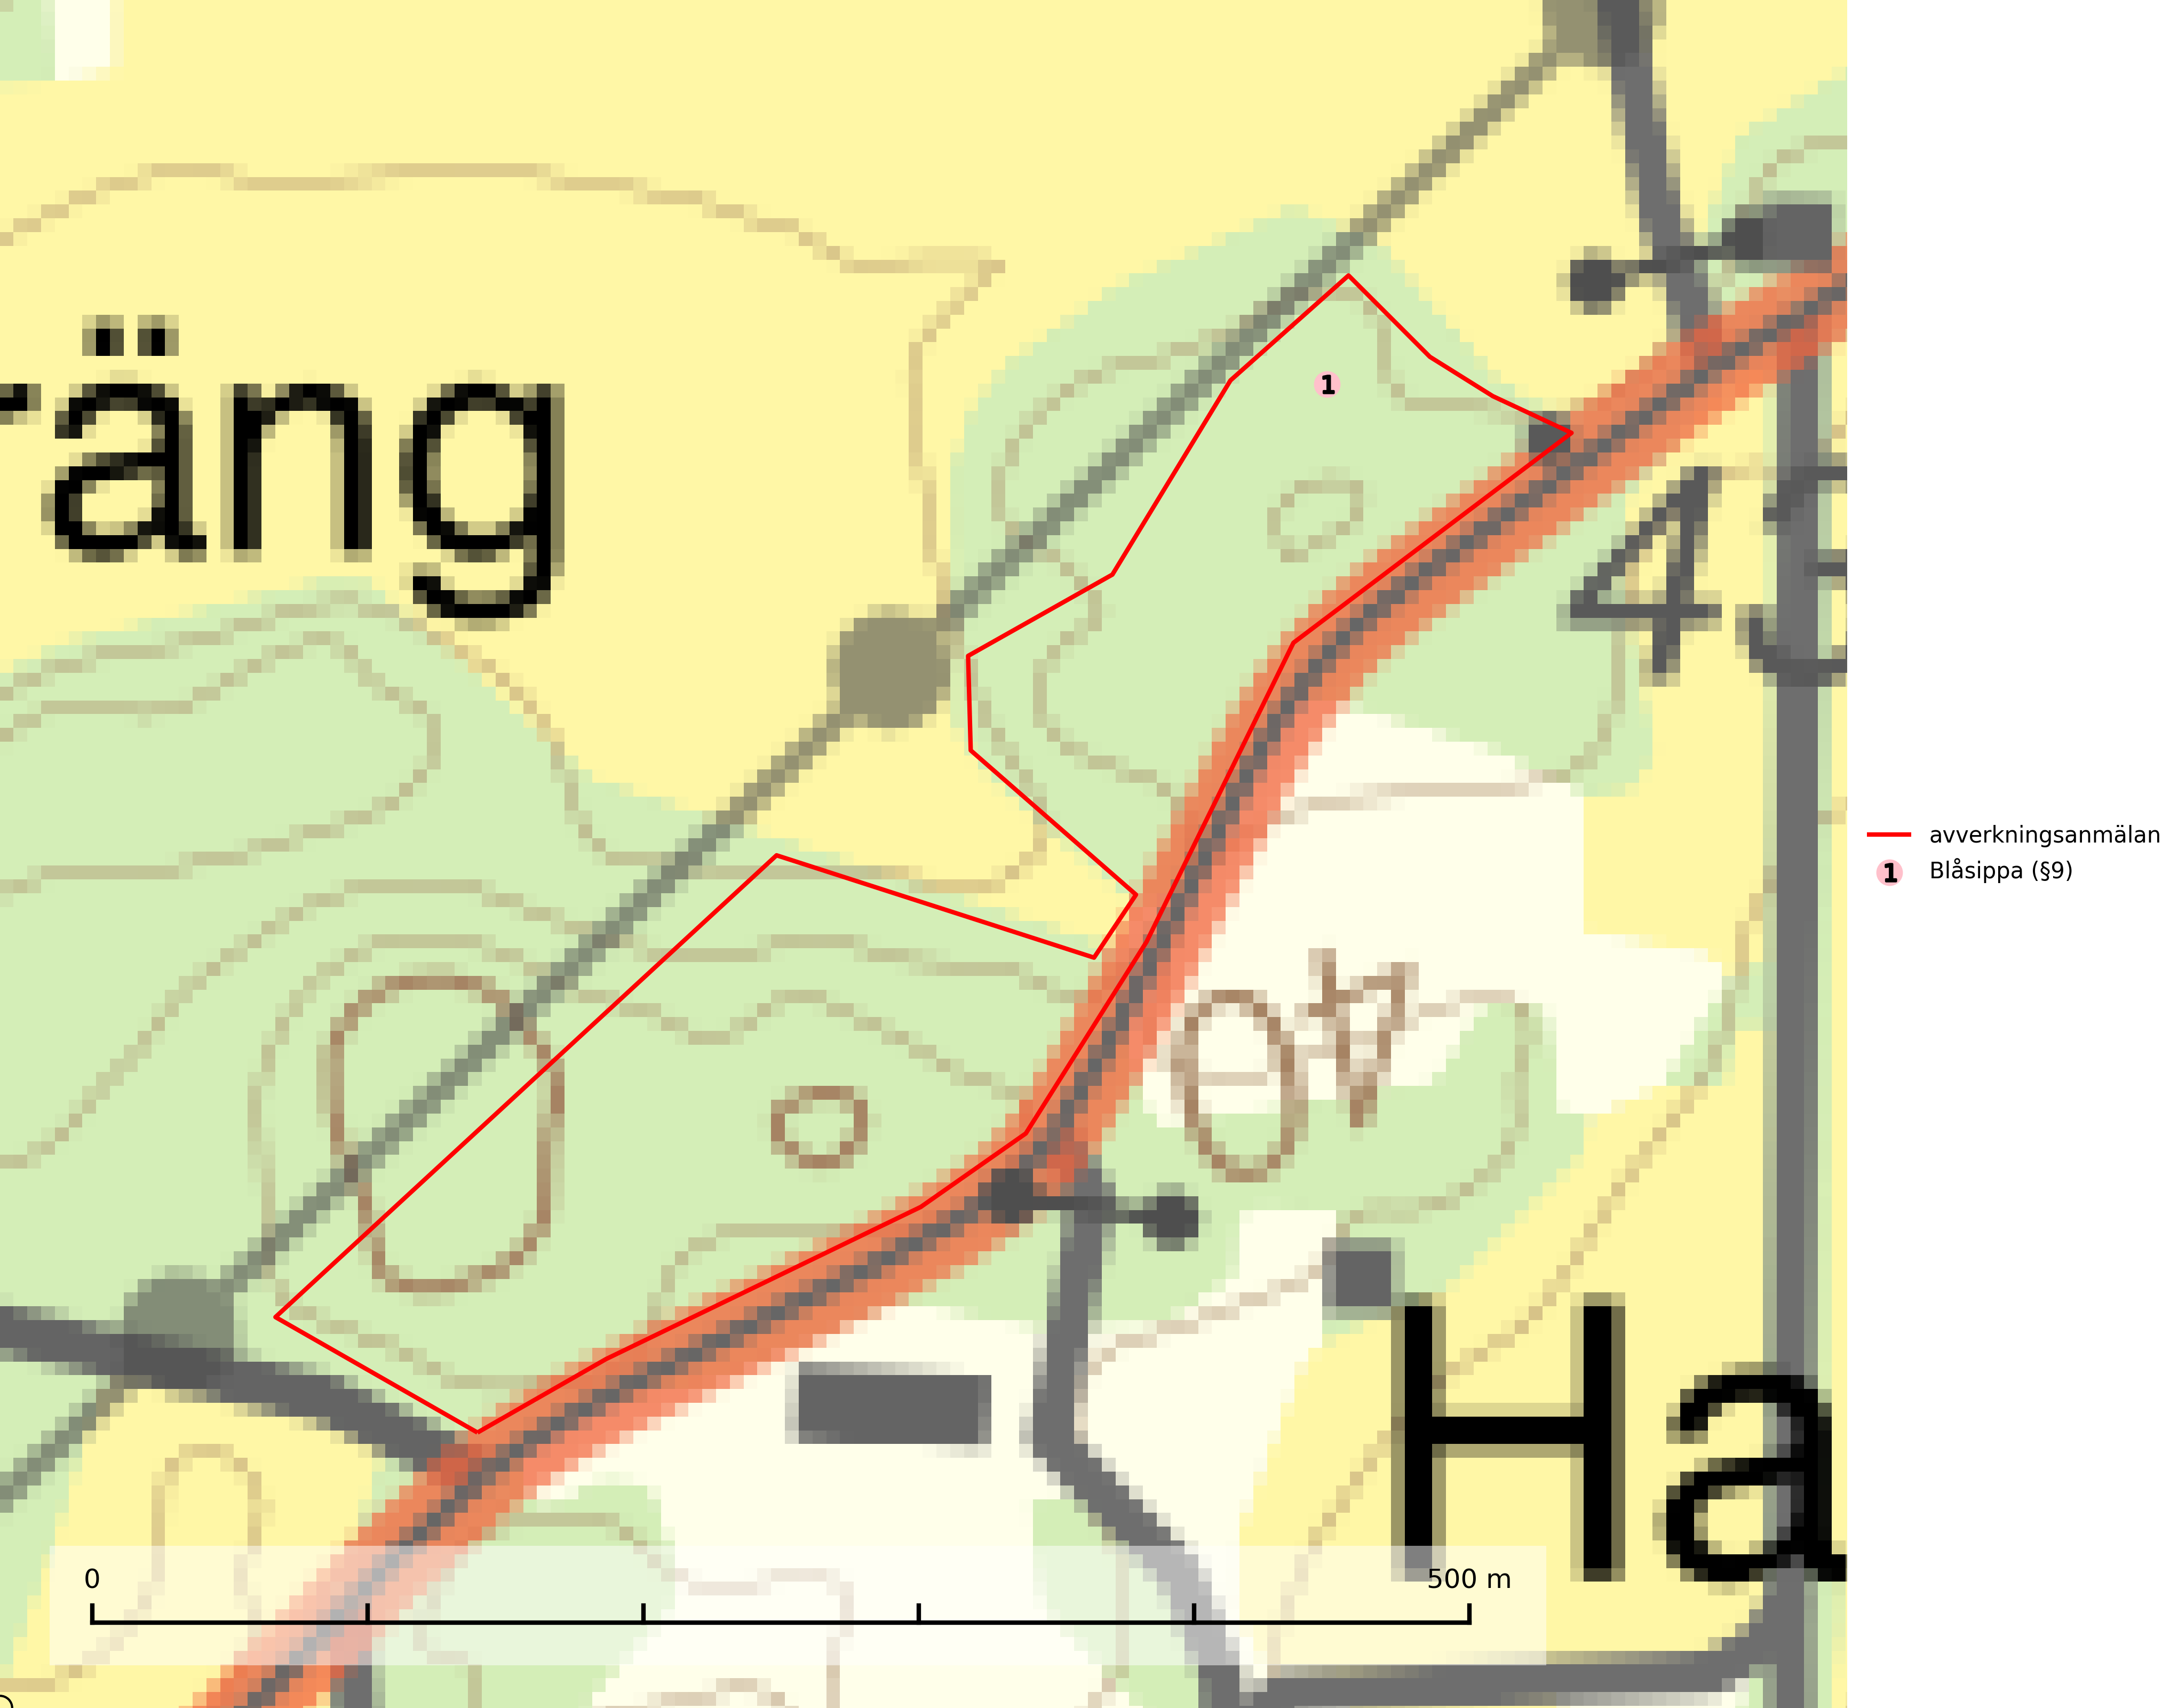 äng
1
45
40
Ha
avverkningsanmälan
1 Blåsippa (§9)
0 500 m